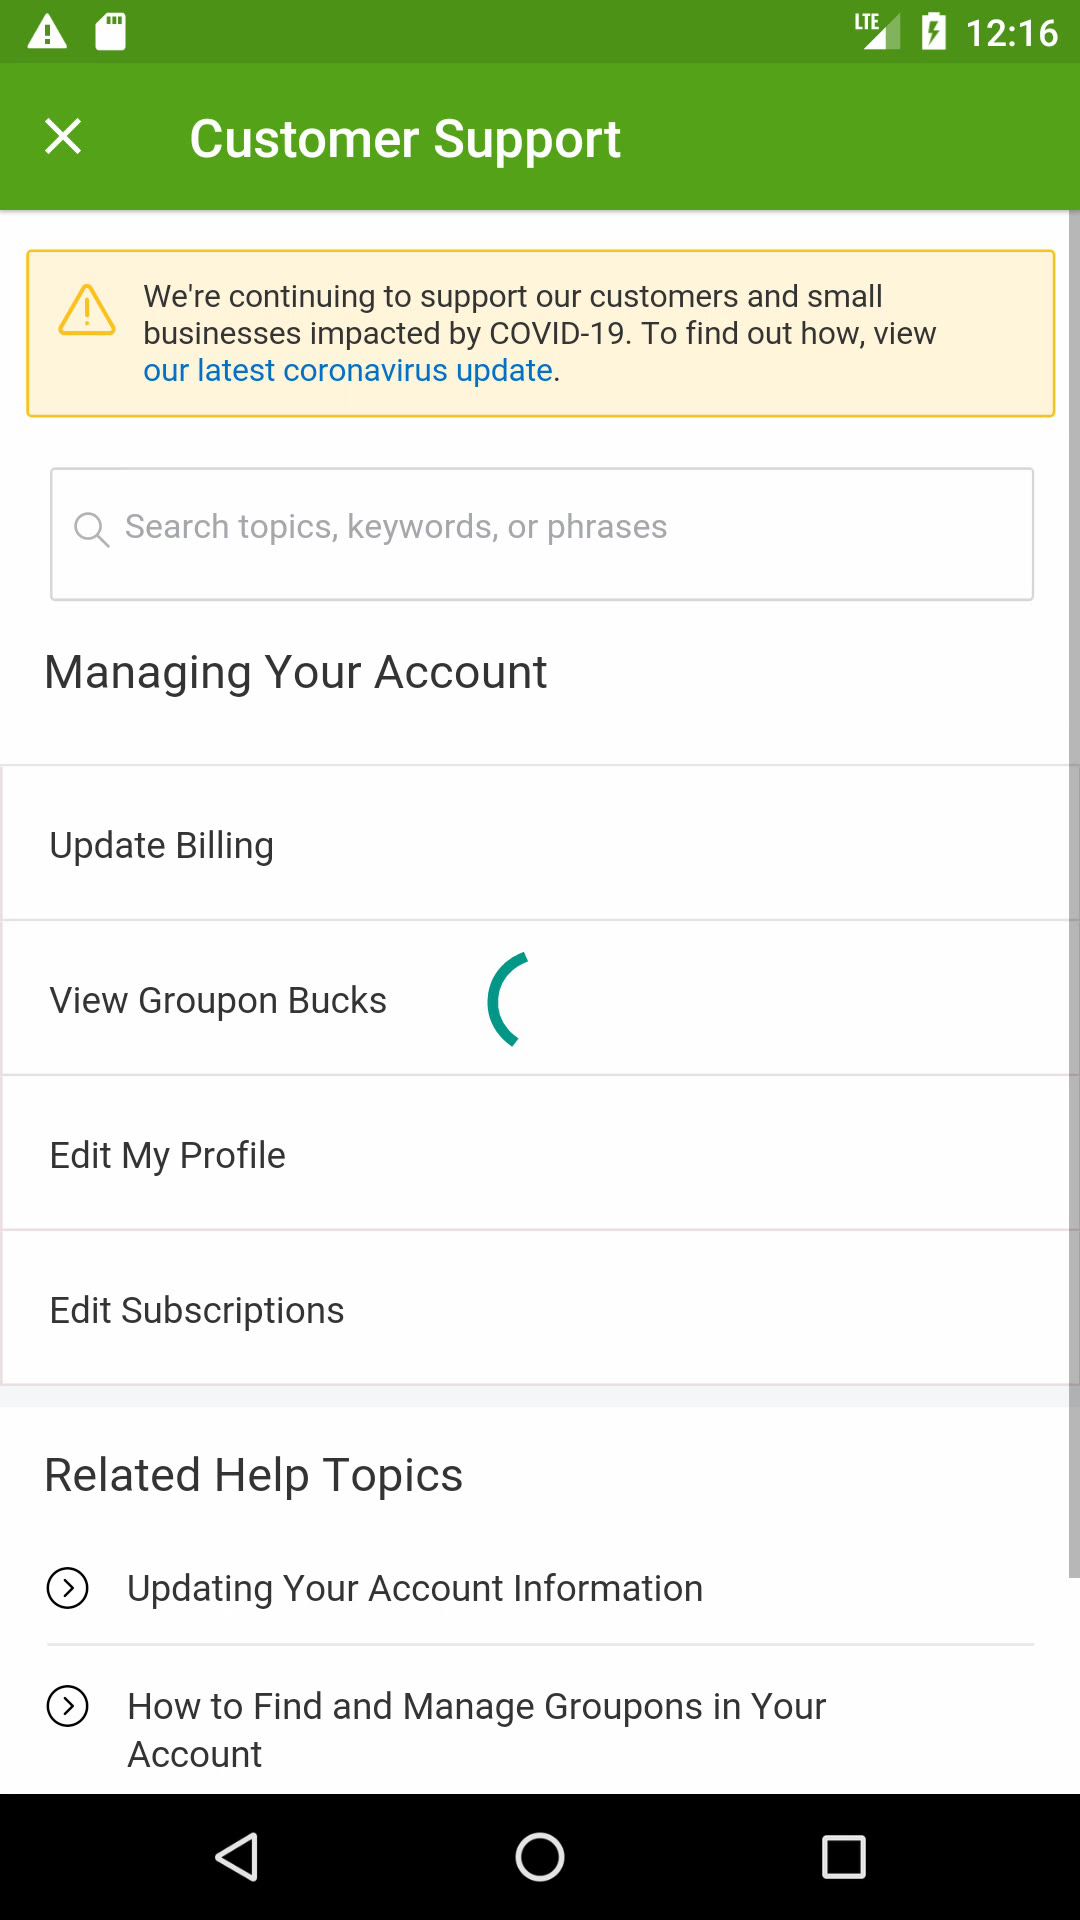 LTE 12:16
Customer Support
We're continuing to support our customers and small
businesses impacted by COVID-19. To find out how, view
our latest coronavirus update.
Search topics, keywords, or phrases
Managing Your Account
Update Billing
View Groupon Bucks
Edit My Profile
Edit Subscriptions
Related Help Topics
Updating Your Account Information
How to Find and Manage Groupons in Your
Account